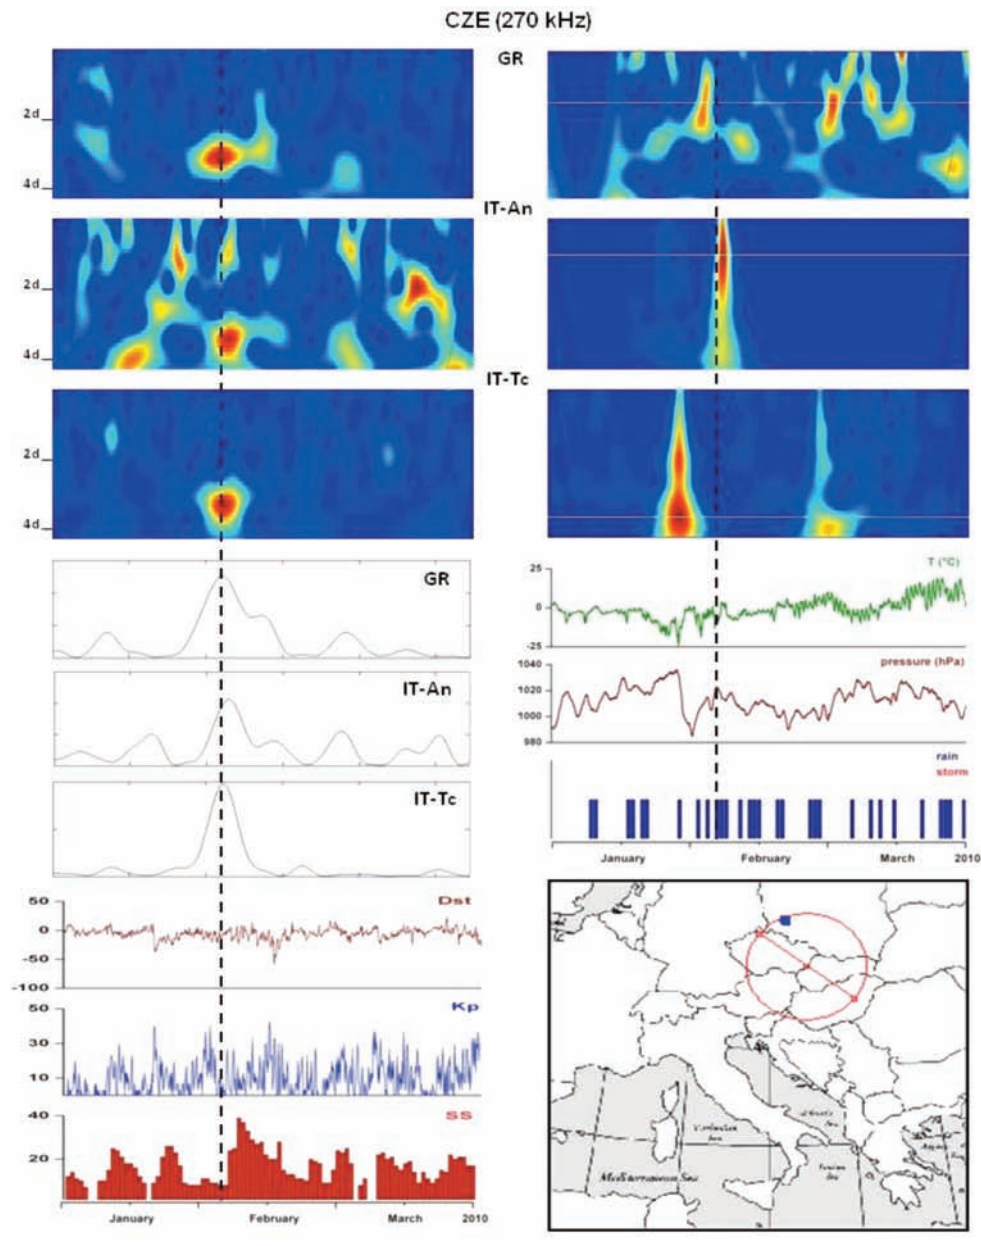 CZE (270 kHz)
GR
2d
4d
IT-An
2d
4d
IT-Tc
2d
4d
GR
IT-An
IT-Tc
25
0
-25
T (°C)
1040
1020
1000
980
pressure (hPa)
rain
storm
January February March 2010
50
0
-50
-100
Dst
50
30
10
Kp
40
20
SS
January February March 2010
Mediterranean Sea